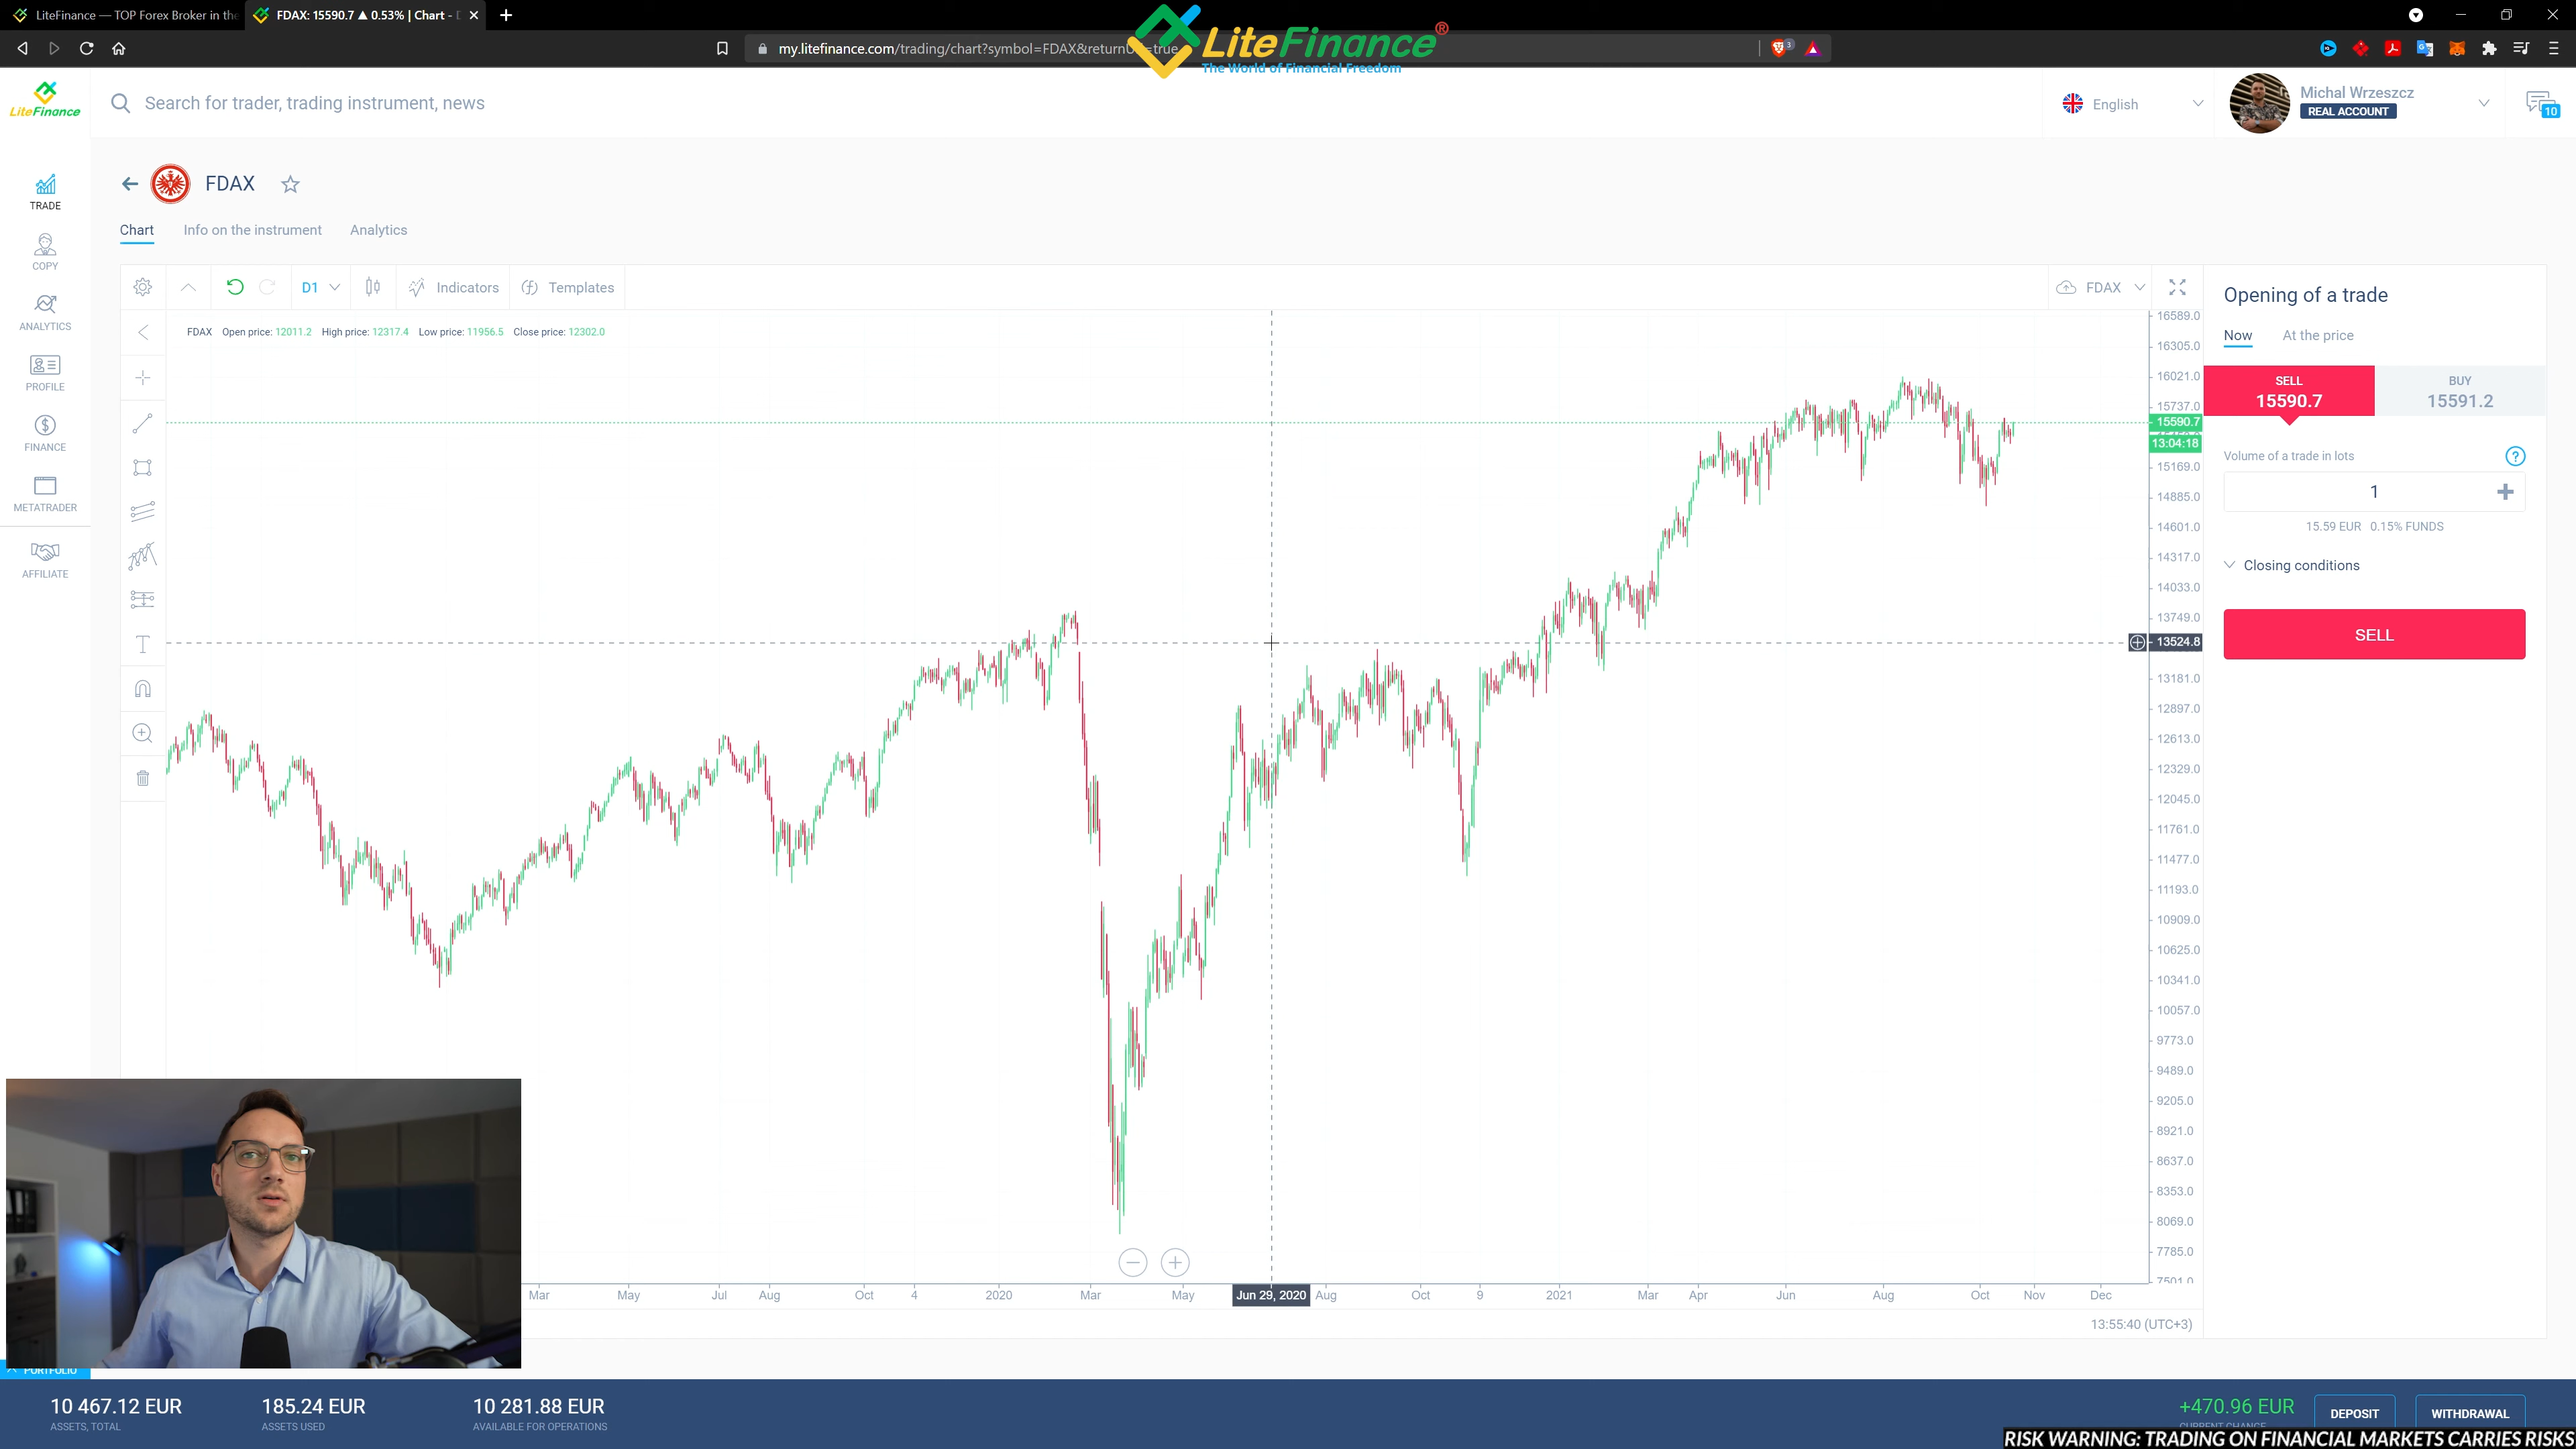 LiteFinance — TOP Forex Broker in the
FDAX: 15590.7 ▲ 0.53% | Chart -
my.litefinance.com/trading/chart?symbol=FDAX&returnU =true
3
LiteFinance®
The World of Financial Freedom
LiteFinance
Search for trader, trading instrument, news
English
Michal Wrzeszcz
REAL ACCOUNT
10
TRADE
COPY
ANALYTICS
PROFILE
FINANCE
METATRADER
AFFILIATE
FDAX
Chart Info on the instrument Analytics
D1 Indicators Templates FDAX
FDAX Open price: 12011.2 High price: 12317.4 Low price: 11956.5 Close price: 12302.0
16589.0
16305.0
16021.0
15737.0
15590.7
13:04:18
15169.0
14885.0
14601.0
14317.0
14033.0
13749.0
13524.8
13181.0
12897.0
12613.0
12329.0
12045.0
11761.0
11477.0
11193.0
10909.0
10625.0
10341.0
10057.0
9773.0
9489.0
9205.0
8921.0
8637.0
8353.0
8069.0
7785.0
7501.0
Mar May Jul Aug Oct 4 2020 Mar May Jun 29, 2020 Aug Oct 9 2021 Mar Apr Jun Aug Oct Nov Dec
13:55:40 (UTC+3)
Opening of a trade
Now At the price
SELL
15590.7
BUY
15591.2
Volume of a trade in lots
?
1
15.59 EUR 0.15% FUNDS
Closing conditions
SELL
PORTFOLIO
10 467.12 EUR
ASSETS, TOTAL
185.24 EUR
ASSETS USED
10 281.88 EUR
AVAILABLE FOR OPERATIONS
+470.96 EUR
CURRENT CHANGE
DEPOSIT
WITHDRAWAL
RISK WARNING: TRADING ON FINANCIAL MARKETS CARRIES RISKS